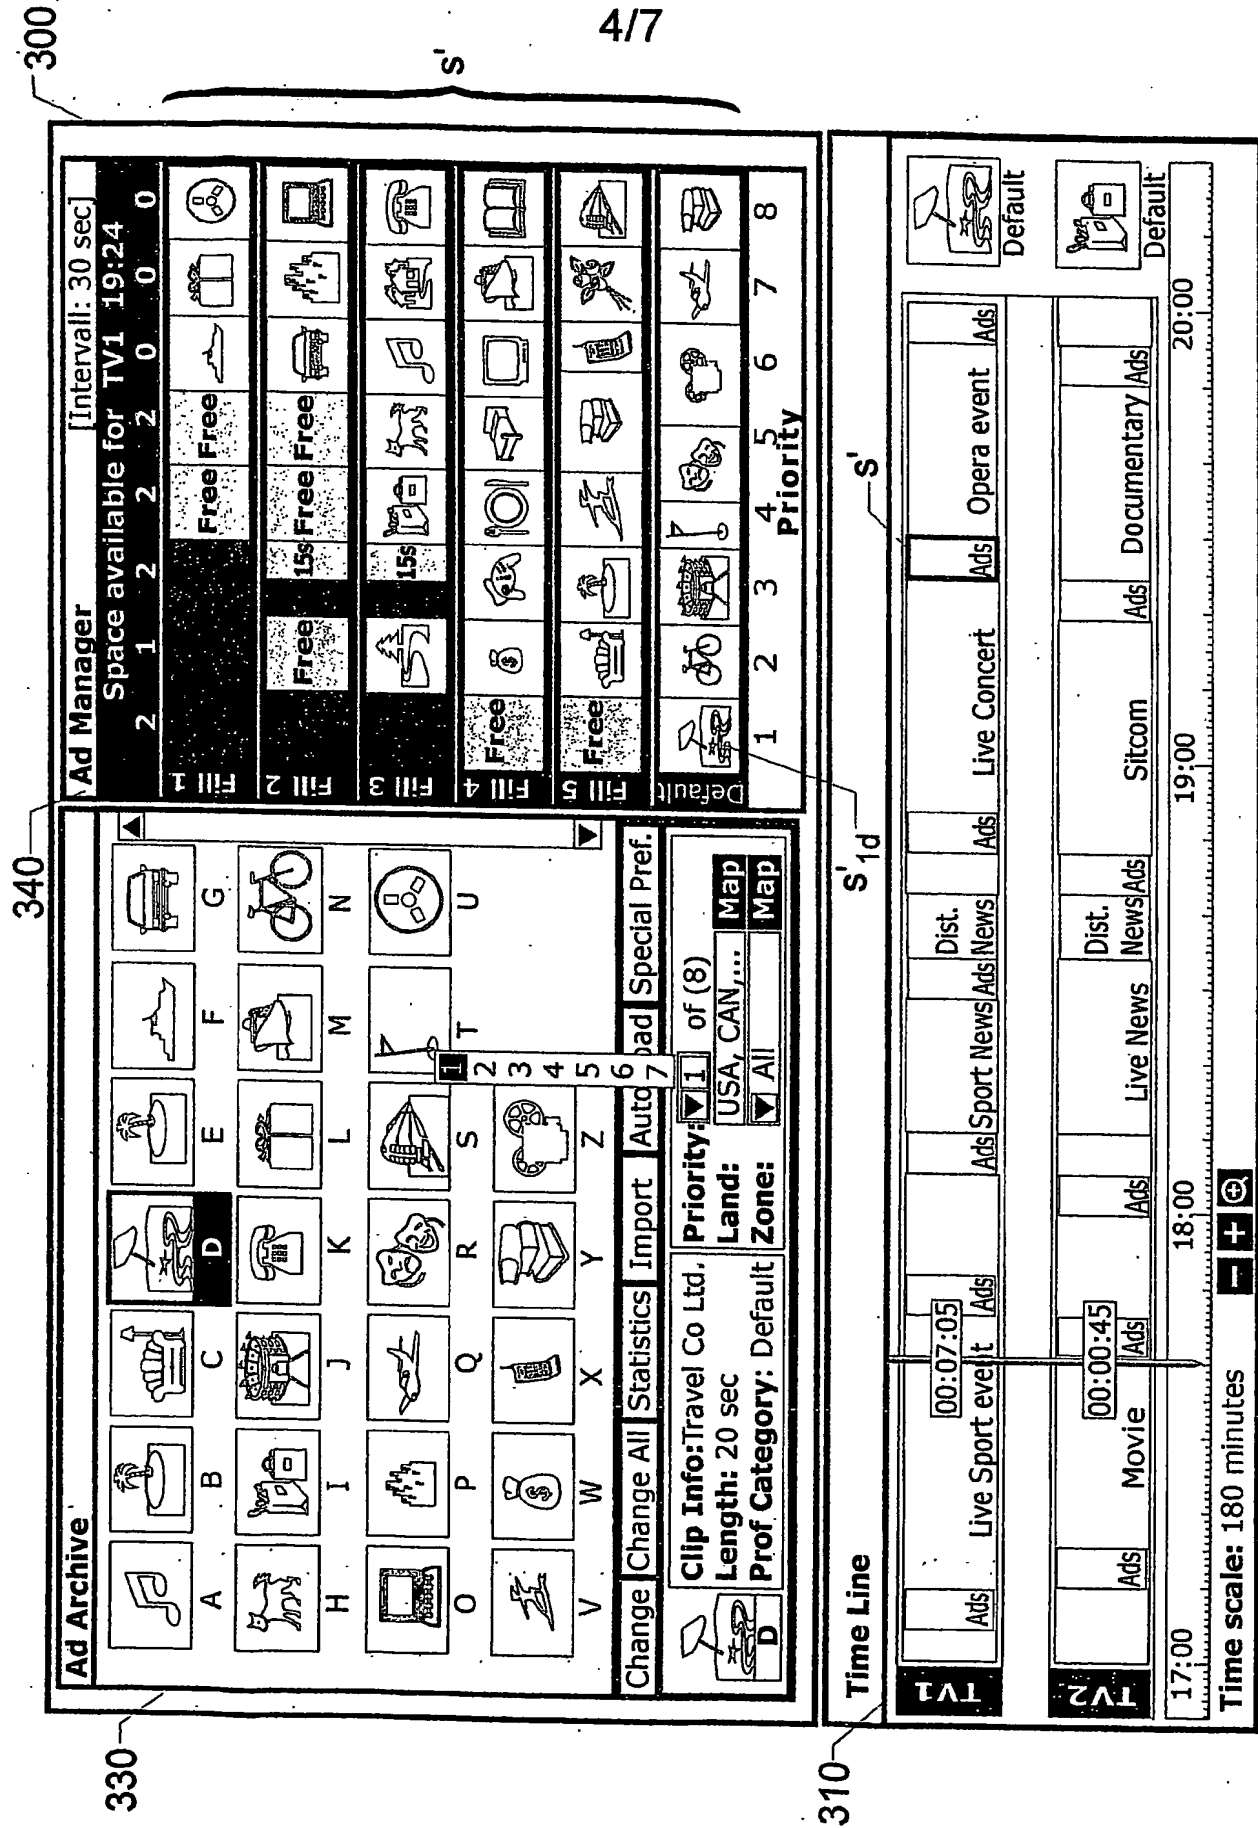 4/7
300
340
330
310
s'
s'
s'1d
Ad Archive
A B C D E F G
H I J K L M N
O P Q R S T U
V W X Y Z
Change Change All Statistics Import Auto oad Special Pref.
1
2
3
4
5
6
7
D
Clip Info:Travel Co Ltd.
Length: 20 sec
Prof Category: Default
Priority: 1 of (8)
Land: USA, CAN,... Map
Zone: All Map
Ad Manager [Intervall: 30 sec]
Space available for TV1 19:24
2 1 2 2 2 0 0 0
Fill 1 Free Free
Fill 2 Free 15s Free Free
Fill 3 15s
Fill 4 Free
Fill 5 Free
Default
1 2 3 4 5 6 7 8
Priority
Time Line
TV1 Ads Live Sport event 00:07:05 Ads Ads Sport News Ads Dist. News Ads Live Concert Ads Opera event Ads
Default
TV2 Ads Movie 00:00:45 Ads Ads Live News Dist. News Ads Sitcom Ads Documentary Ads
Default
17:00 18:00 19:00 20:00
Time scale: 180 minutes - +